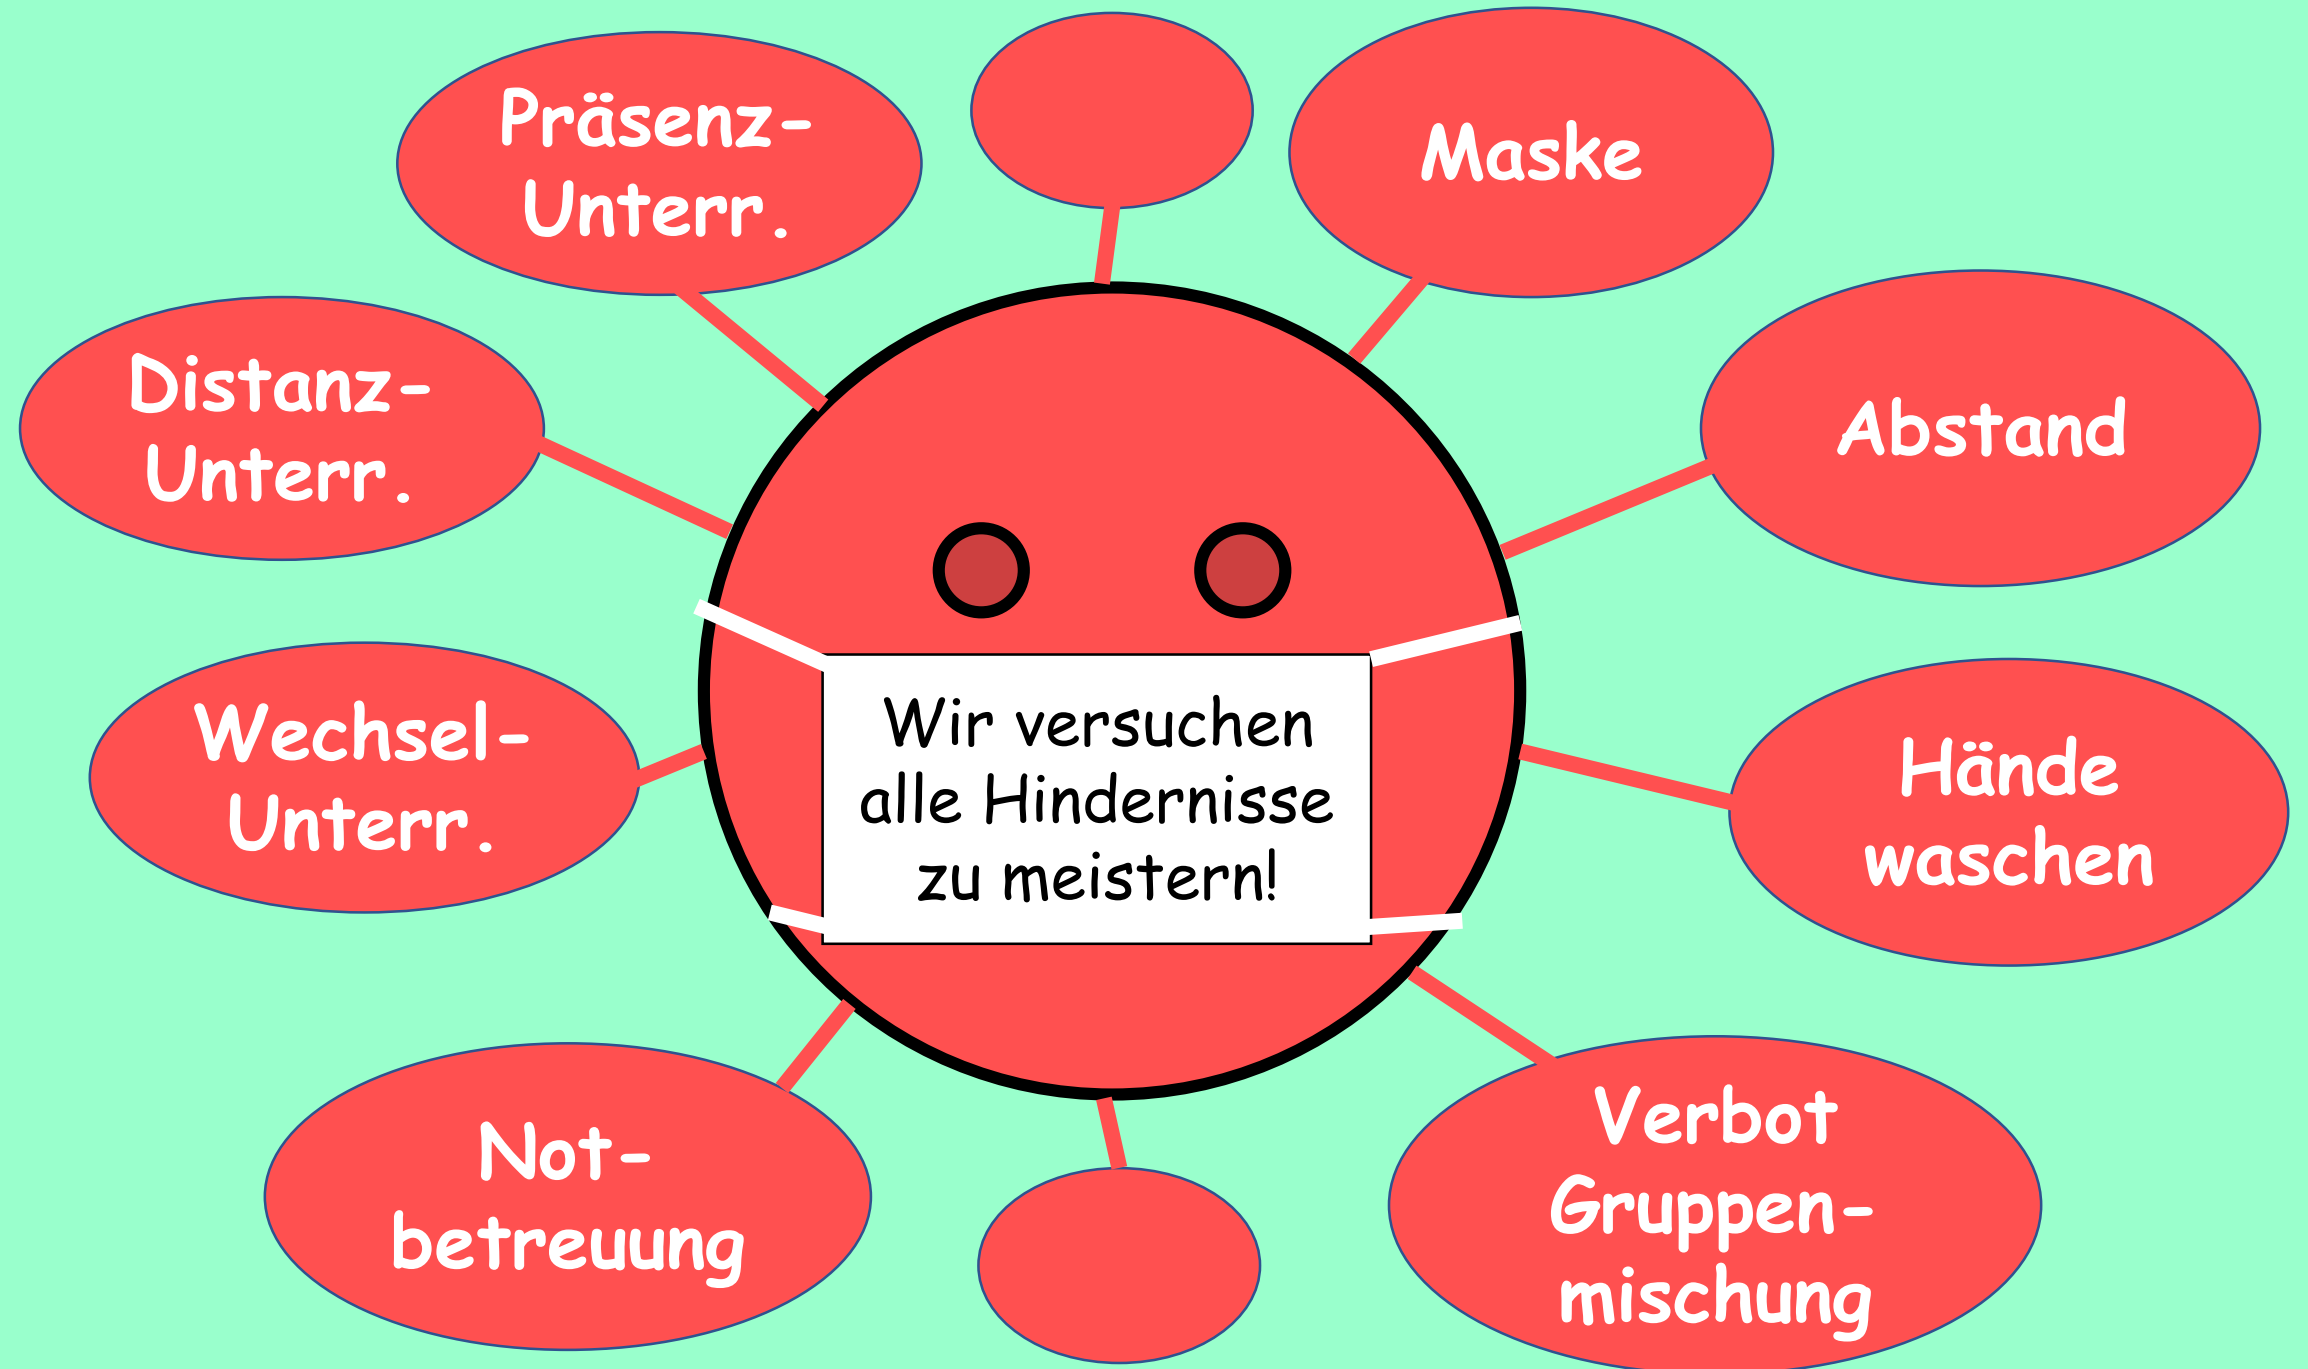 Präsenz-
Unterr.
Maske
Distanz-
Unterr.
Abstand
Wechsel-
Unterr.
Wir versuchen
alle Hindernisse
zu meistern!
Hände
waschen
Not-
betreuung
Verbot
Gruppen-
mischung